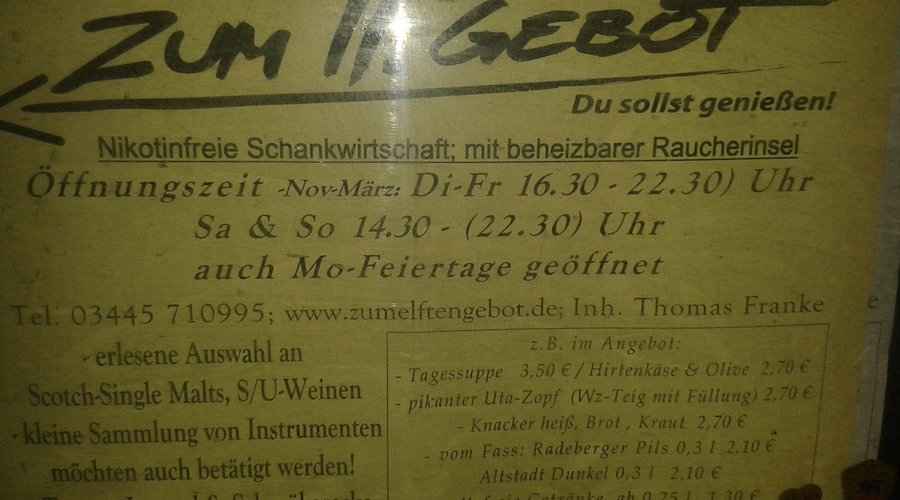 ZUM 11. GEBOT
Du sollst genießen!
Nikotinfreie Schankwirtschaft; mit beheizbarer Raucherinsel
Öffnungszeit -Nov-März: Di-Fr 16.30 - 22.30) Uhr
Sa & So 14.30 - (22.30) Uhr
auch Mo-Feiertage geöffnet
Tel. 03445 710995; www.zumelftengebot.de; Inh. Thomas Franke
- erlesene Auswahl an
Scotch-Single Malts, S/U-Weinen
- kleine Sammlung von Instrumenten
möchten auch betätigt werden!
z.B. im Angebot:
- Tagessuppe 3,50 € / Hirtenkäse & Olive 2,70 €
- pikanter Uta-Zopf (Wz-Teig mit Füllung) 2,70 €
- Knacker heiß, Brot , Kraut 2,70 €
- vom Fass: Radeberger Pils 0,3 l 2,10 €
Altstadt Dunkel 0,3 l 2,10 €